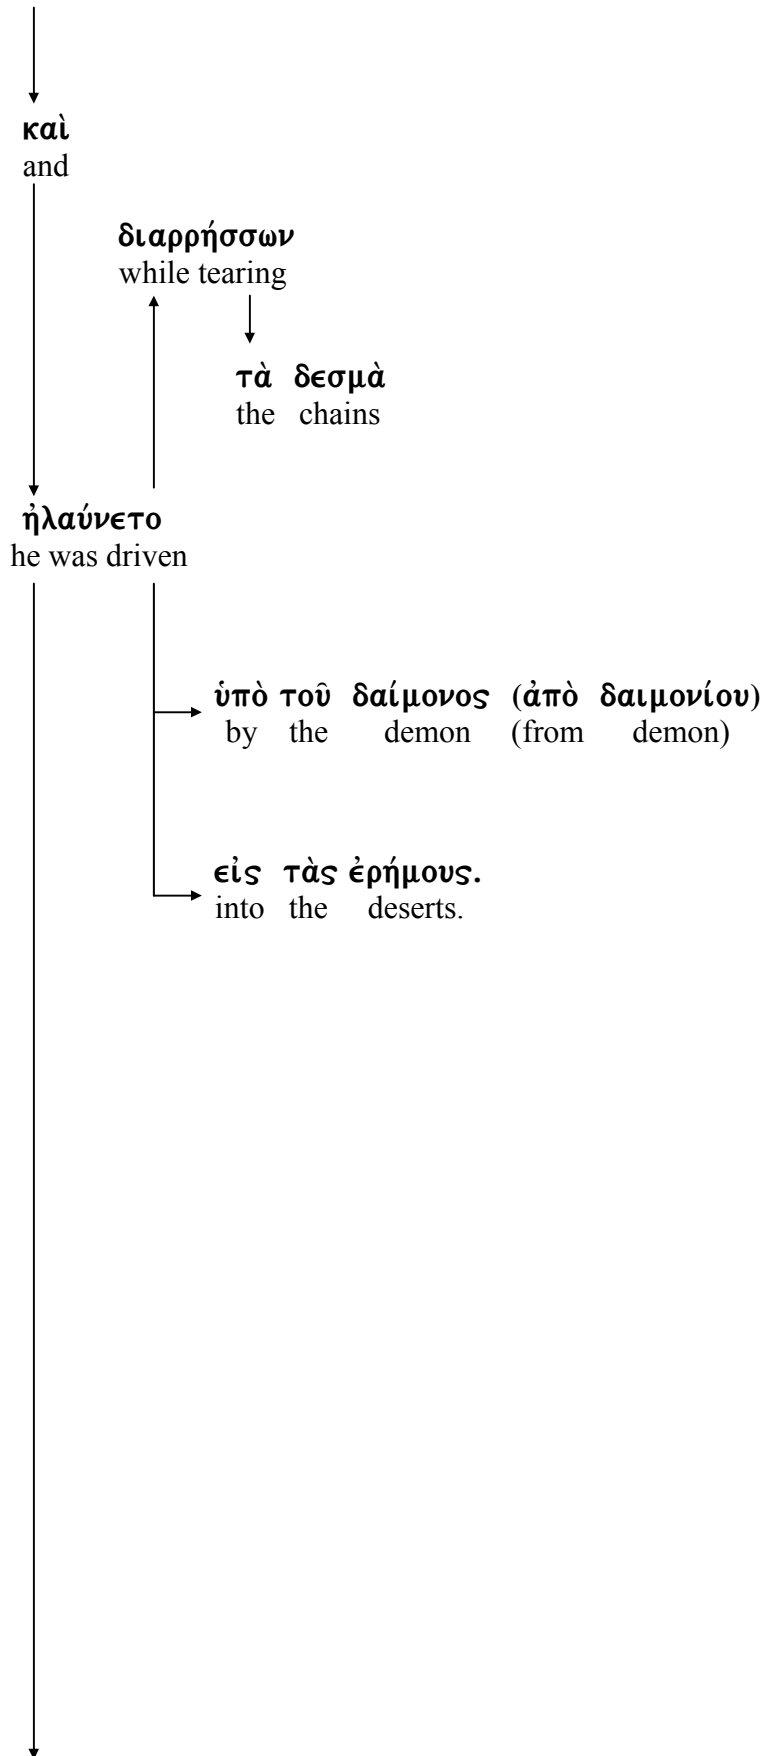 καὶ
and
διαρρήσσων
while tearing
τὰ δεσμὰ
the chains
ἠλαύνετο
he was driven
ὑπὸ τοῦ δαίμονος (ἀπὸ δαιμονίου)
by the demon (from demon)
εἰς τὰς ἐρήμους.
into the deserts.